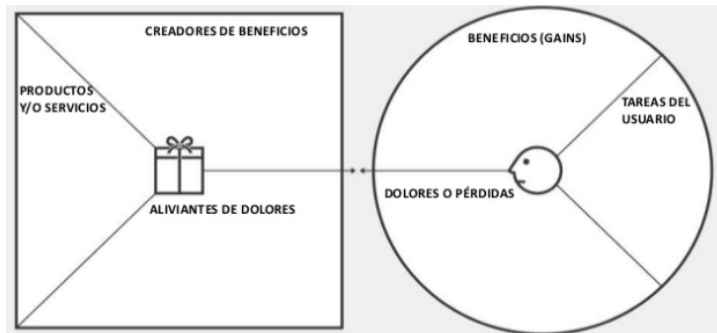 CREADORES DE BENEFICIOS
PRODUCTOS
Y/O SERVICIOS
ALIVIANTES DE DOLORES
BENEFICIOS (GAINS)
TAREAS DEL
USUARIO
DOLORES O PÉRDIDAS